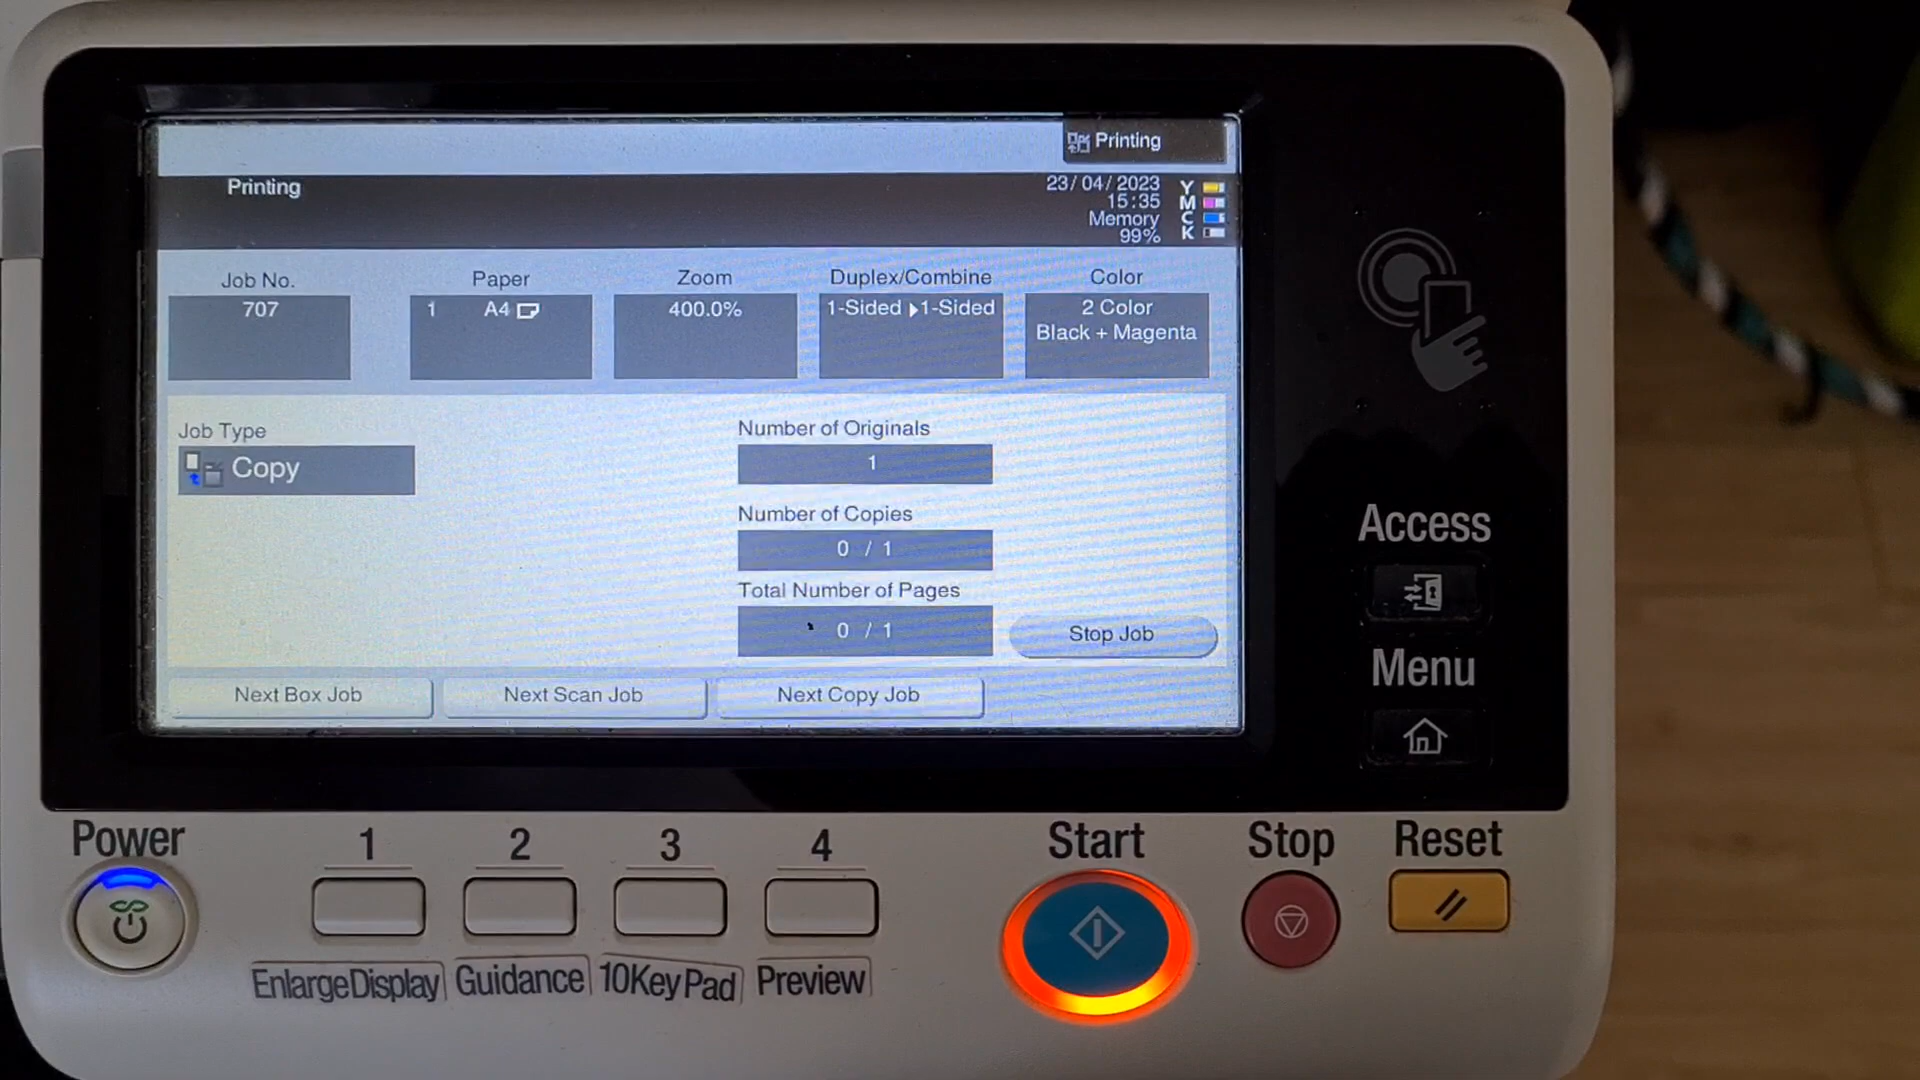 Printing
Printing
23/04/2023
15:35
Memory
99%
Y
M
C
K
Job No.
707
Paper
1 A4
Zoom
400.0%
Duplex/Combine
1-Sided 1-Sided
Color
2 Color
Black + Magenta
Job Type
Copy
Number of Originals
1
Number of Copies
0 / 1
Total Number of Pages
0 / 1
Stop Job
Next Box Job
Next Scan Job
Next Copy Job
Access
Menu
Power
1
2
3
4
Start
Stop
Reset
Enlarge Display
Guidance
10 Key Pad
Preview